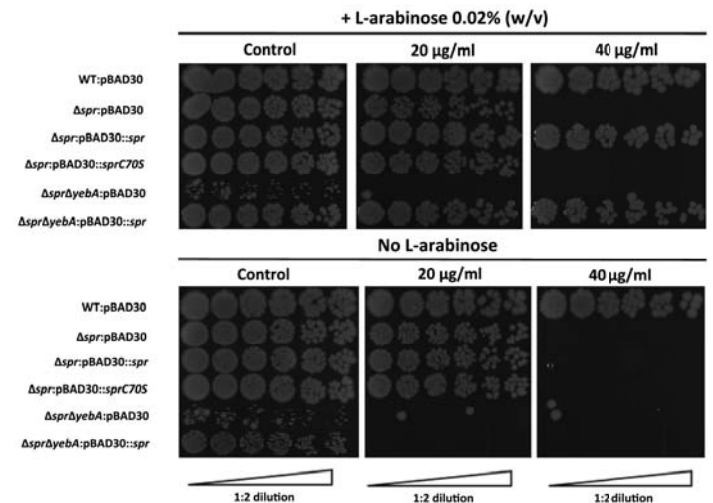 + L-arabinose 0.02% (w/v)
Control 20 µg/ml 40 µg/ml
WT:pBAD30
Δspr:pBAD30
Δspr:pBAD30::spr
Δspr:pBAD30::sprC70S
ΔsprΔyebA:pBAD30
ΔsprΔyebA:pBAD30::spr
No L-arabinose
Control 20 µg/ml 40 µg/ml
WT:pBAD30
Δspr:pBAD30
Δspr:pBAD30::spr
Δspr:pBAD30::sprC70S
ΔsprΔyebA:pBAD30
ΔsprΔyebA:pBAD30::spr
1:2 dilution 1:2 dilution 1:2 dilution